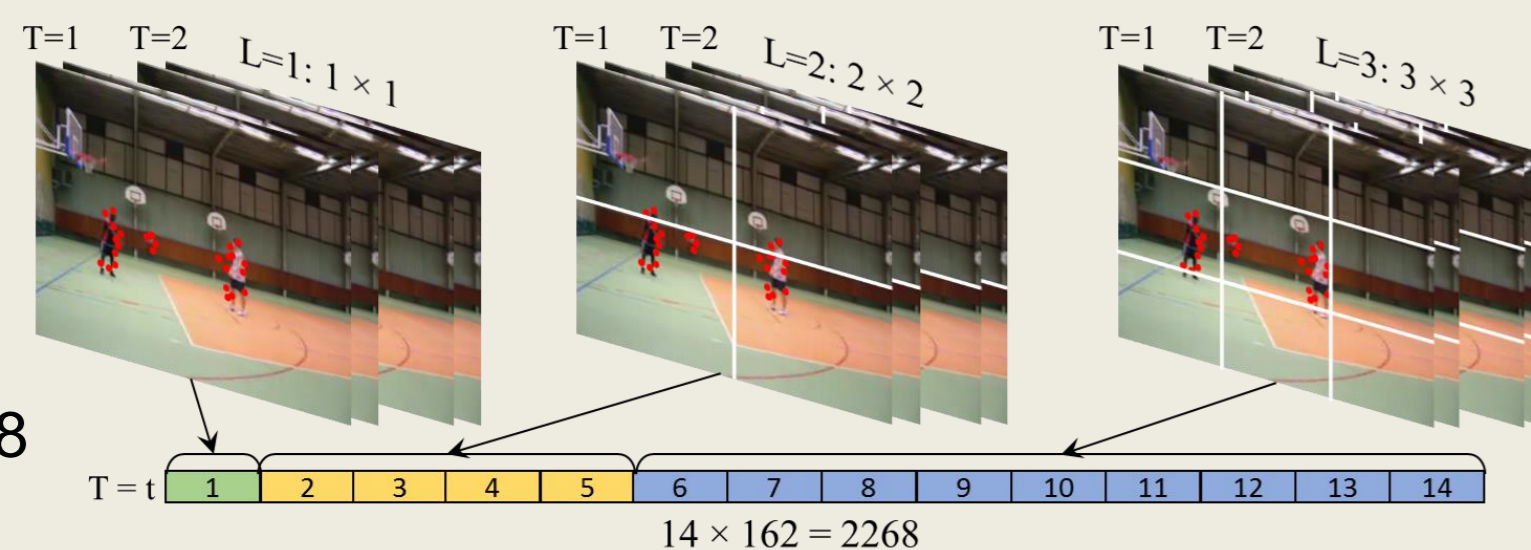 T=1 T=2 L=1: 1 × 1
T=1 T=2 L=2: 2 × 2
T=1 T=2 L=3: 3 × 3
8
T = t 1 2 3 4 5 6 7 8 9 10 11 12 13 14
14 × 162 = 2268